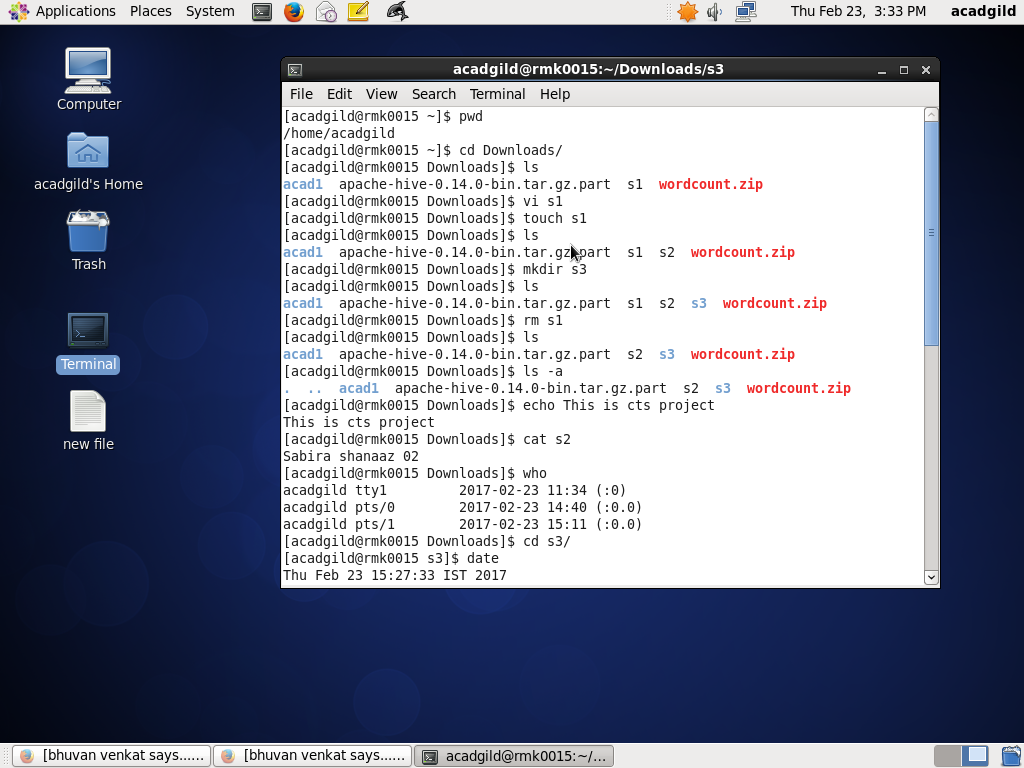 Applications Places System Thu Feb 23, 3:33 PM acadgild
Computer
acadgild's Home
Trash
Terminal
new file
acadgild@rmk0015:~/Downloads/s3
File Edit View Search Terminal Help
[acadgild@rmk0015 ~]$ pwd
/home/acadgild
[acadgild@rmk0015 ~]$ cd Downloads/
[acadgild@rmk0015 Downloads]$ ls
acad1  apache-hive-0.14.0-bin.tar.gz.part  s1  wordcount.zip
[acadgild@rmk0015 Downloads]$ vi s1
[acadgild@rmk0015 Downloads]$ touch s1
[acadgild@rmk0015 Downloads]$ ls
acad1  apache-hive-0.14.0-bin.tar.gz.part  s1  s2  wordcount.zip
[acadgild@rmk0015 Downloads]$ mkdir s3
[acadgild@rmk0015 Downloads]$ ls
acad1  apache-hive-0.14.0-bin.tar.gz.part  s1  s2  s3  wordcount.zip
[acadgild@rmk0015 Downloads]$ rm s1
[acadgild@rmk0015 Downloads]$ ls
acad1  apache-hive-0.14.0-bin.tar.gz.part  s2  s3  wordcount.zip
[acadgild@rmk0015 Downloads]$ ls -a
.  ..  acad1  apache-hive-0.14.0-bin.tar.gz.part  s2  s3  wordcount.zip
[acadgild@rmk0015 Downloads]$ echo This is cts project
This is cts project
[acadgild@rmk0015 Downloads]$ cat s2
Sabira shanaaz 02
[acadgild@rmk0015 Downloads]$ who
acadgild tty1         2017-02-23 11:34 (:0)
acadgild pts/0        2017-02-23 14:40 (:0.0)
acadgild pts/1        2017-02-23 15:11 (:0.0)
[acadgild@rmk0015 Downloads]$ cd s3/
[acadgild@rmk0015 s3]$ date
Thu Feb 23 15:27:33 IST 2017
[bhuvan venkat says...... [bhuvan venkat says...... acadgild@rmk0015:~/...